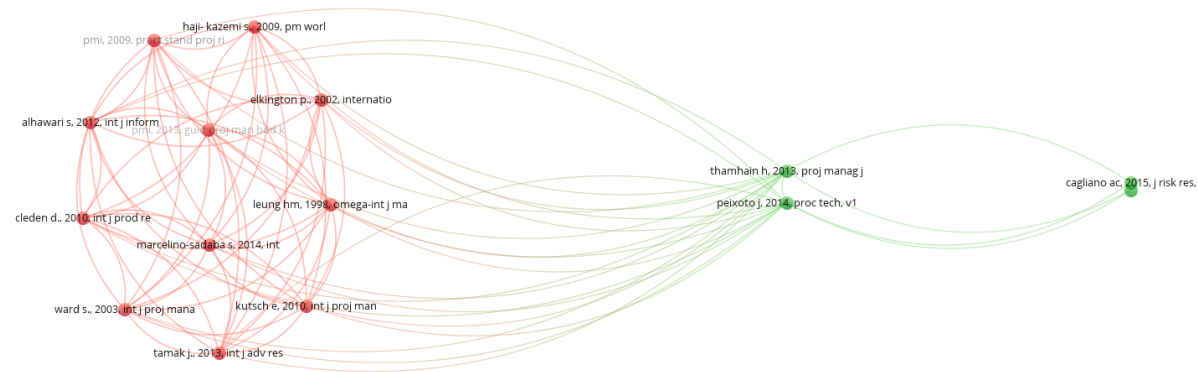 haji- kazemi s., 2009, pm worl
pmi, 2009, pract stand proj ri
elkington p., 2002, internatio
alhawari s, 2012, int j inform
pmi, 2013, guid proj man bod k
thamhain h, 2013, proj manag j
cagliano ac, 2015, j risk res,
leung hm, 1998, omega-int j ma
peixoto j, 2014, proc tech, v1
cleden d., 2010, int j prod re
marcelino-sadaba s, 2014, int
ward s., 2003, int j proj mana
kutsch e, 2010, int j proj man
tamak j., 2013, int j adv res